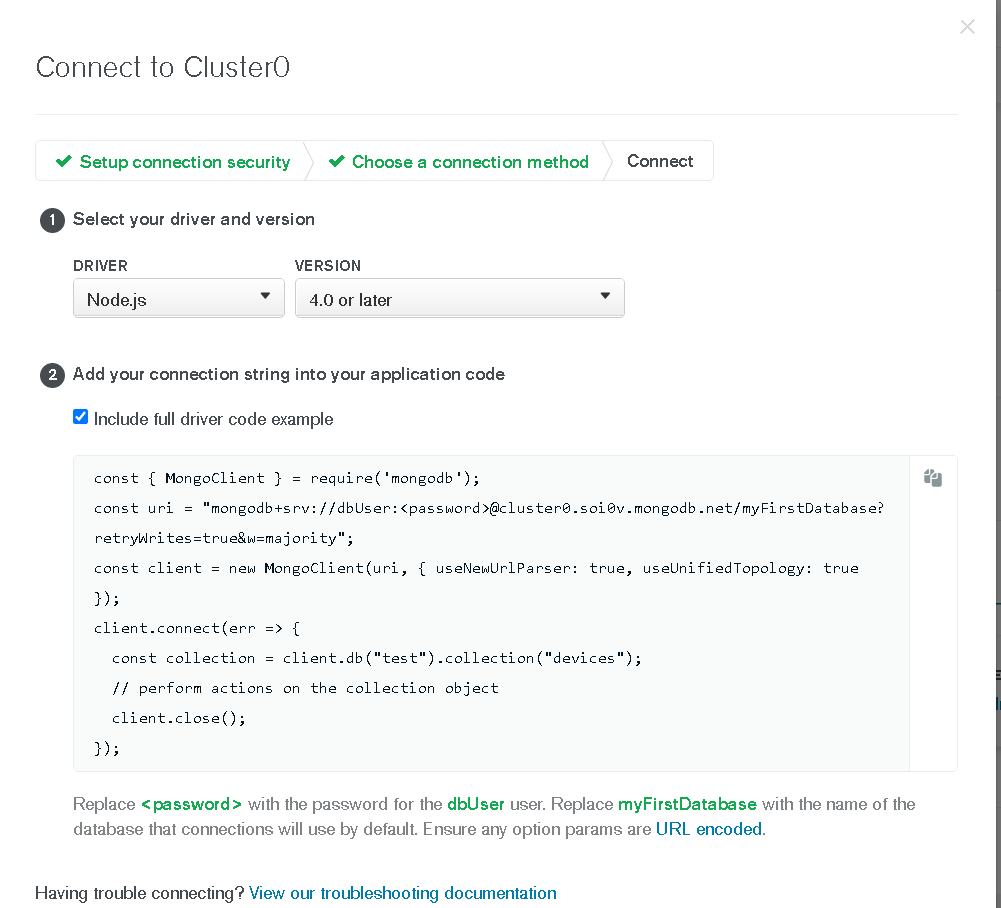 Connect to Cluster0
Setup connection security
Choose a connection method
Connect
1 Select your driver and version
DRIVER VERSION
Node.js 4.0 or later
2 Add your connection string into your application code
Include full driver code example
const { MongoClient } = require('mongodb');
const uri = "mongodb+srv://dbUser:<password>@cluster0.soi0v.mongodb.net/myFirstDatabase?
retryWrites=true&w=majority";
const client = new MongoClient(uri, { useNewUrlParser: true, useUnifiedTopology: true
});
client.connect(err => {
  const collection = client.db("test").collection("devices");
  // perform actions on the collection object
  client.close();
});
Replace <password> with the password for the dbUser user. Replace myFirstDatabase with the name of the
database that connections will use by default. Ensure any option params are URL encoded.
Having trouble connecting? View our troubleshooting documentation